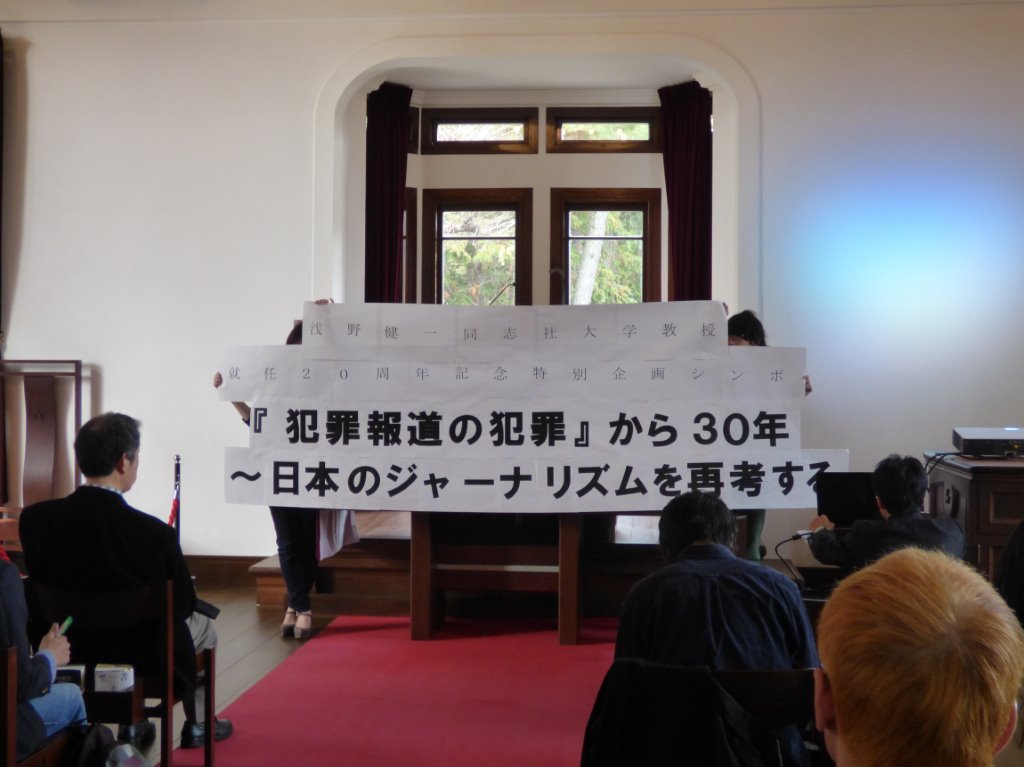 浅野健一同志社大学教授
就任20周年記念特別企画シンポ
『犯罪報道の犯罪』から30年
～日本のジャーナリズムを再考する